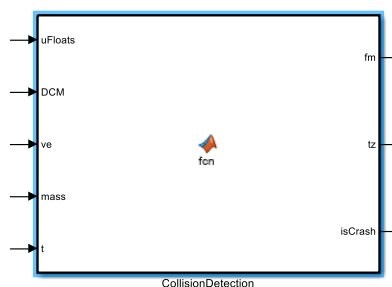 uFloats
fm
DCM
ve
tz
fcn
mass
isCrash
t
CollisionDetection